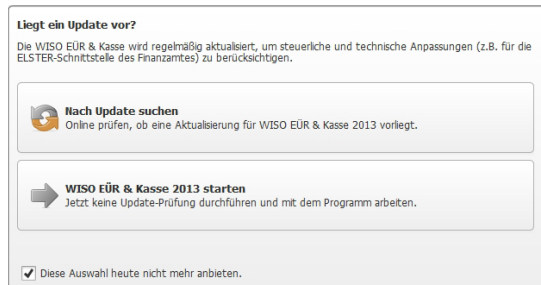 Liegt ein Update vor?
Die WISO EÜR & Kasse wird regelmäßig aktualisiert, um steuerliche und technische Anpassungen (z.B. für die
ELSTER-Schnittstelle des Finanzamtes) zu berücksichtigen.
Nach Update suchen
Online prüfen, ob eine Aktualisierung für WISO EÜR & Kasse 2013 vorliegt.
WISO EÜR & Kasse 2013 starten
Jetzt keine Update-Prüfung durchführen und mit dem Programm arbeiten.
Diese Auswahl heute nicht mehr anbieten.